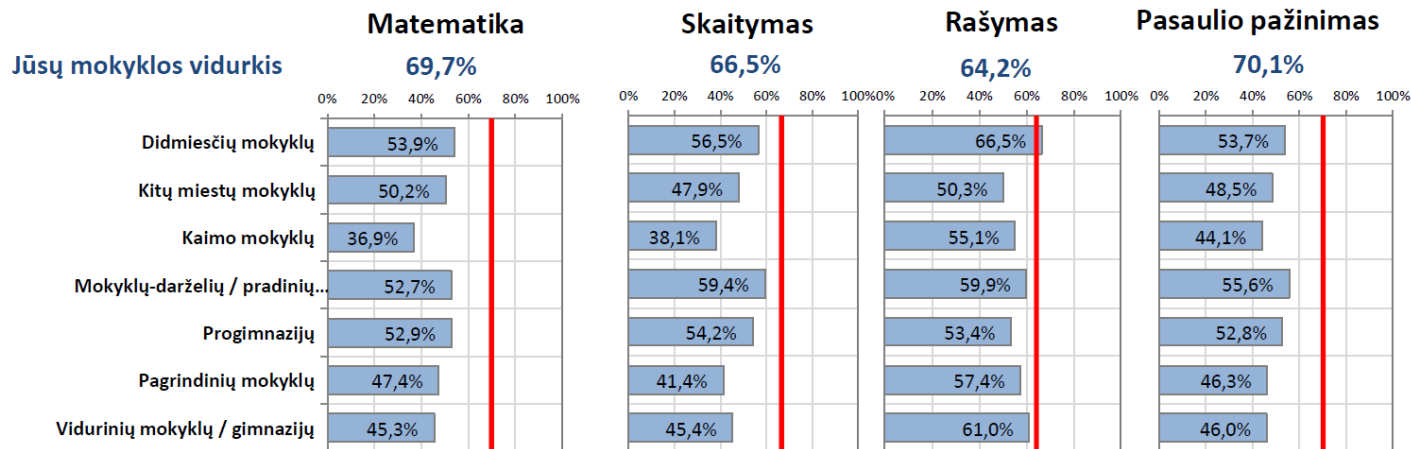 Matematika Skaitymas Rašymas Pasaulio pažinimas
Jūsų mokyklos vidurkis 69,7% 66,5% 64,2% 70,1%
0% 20% 40% 60% 80% 100% 0% 20% 40% 60% 80% 100% 0% 20% 40% 60% 80% 100% 0% 20% 40% 60% 80% 100%
Didmiesčių mokyklų 53,9% 56,5% 66,5% 53,7%
Kitų miestų mokyklų 50,2% 47,9% 50,3% 48,5%
Kaimo mokyklų 36,9% 38,1% 55,1% 44,1%
Mokyklų-darželių / pradinių... 52,7% 59,4% 59,9% 55,6%
Progimnazijų 52,9% 54,2% 53,4% 52,8%
Pagrindinių mokyklų 47,4% 41,4% 57,4% 46,3%
Vidurinių mokyklų / gimnazijų 45,3% 45,4% 61,0% 46,0%